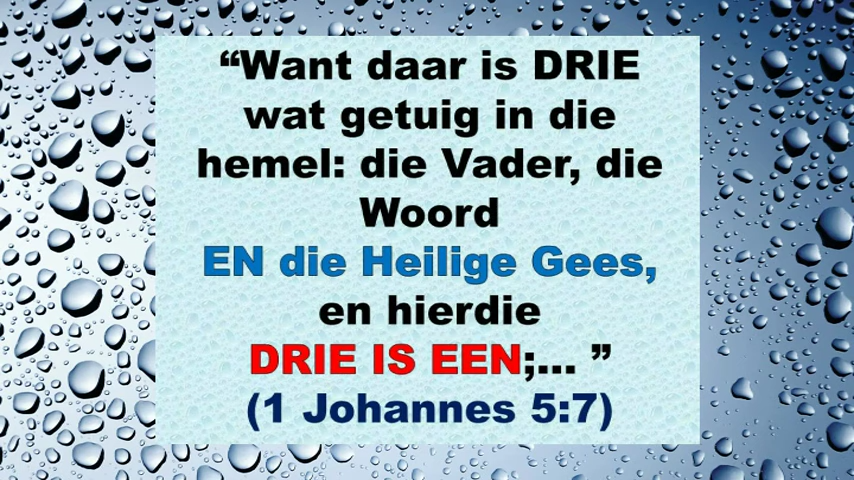 “Want daar is DRIE
wat getuig in die
hemel: die Vader, die
Woord
EN die Heilige Gees,
en hierdie
DRIE IS EEN;... ”
(1 Johannes 5:7)